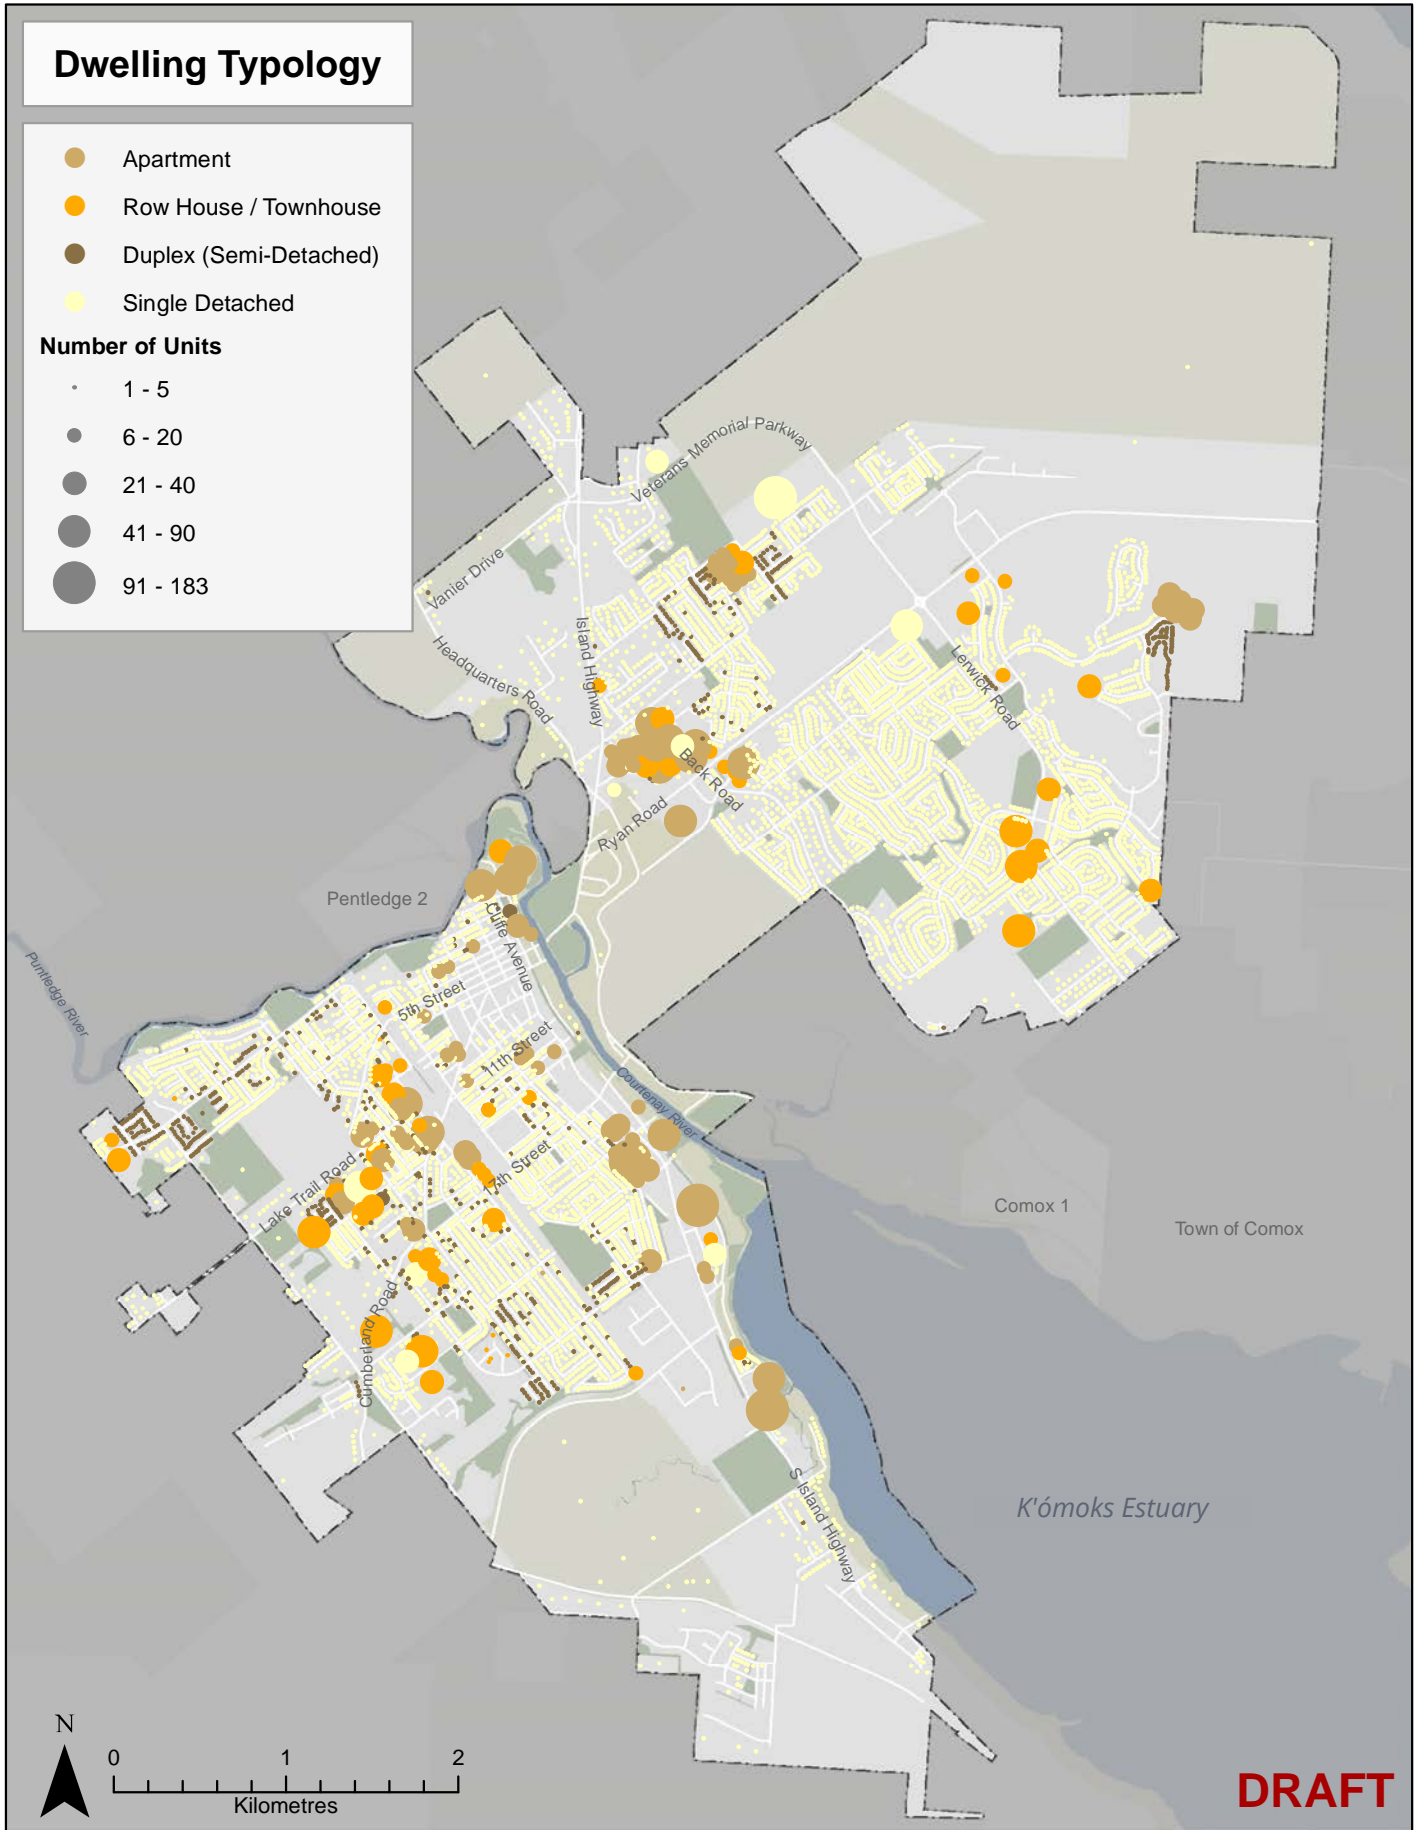 Dwelling Typology
Apartment
Row House / Townhouse
Duplex (Semi-Detached)
Single Detached
Number of Units
1 - 5
6 - 20
21 - 40
41 - 90
91 - 183
Veterans Memorial Parkway
Vanier Drive
Island Highway
Headquarters Road
Lerwick Road
Back Road
Ryan Road
Pentledge 2
Cliffe Avenue
Puntledge River
5th Street
11th Street
Courtenay River
17th Street
Lake Trail Road
Comox 1
Town of Comox
Cumberland Road
S Island Highway
K'ómoks Estuary
N
0 1 2
Kilometres
DRAFT